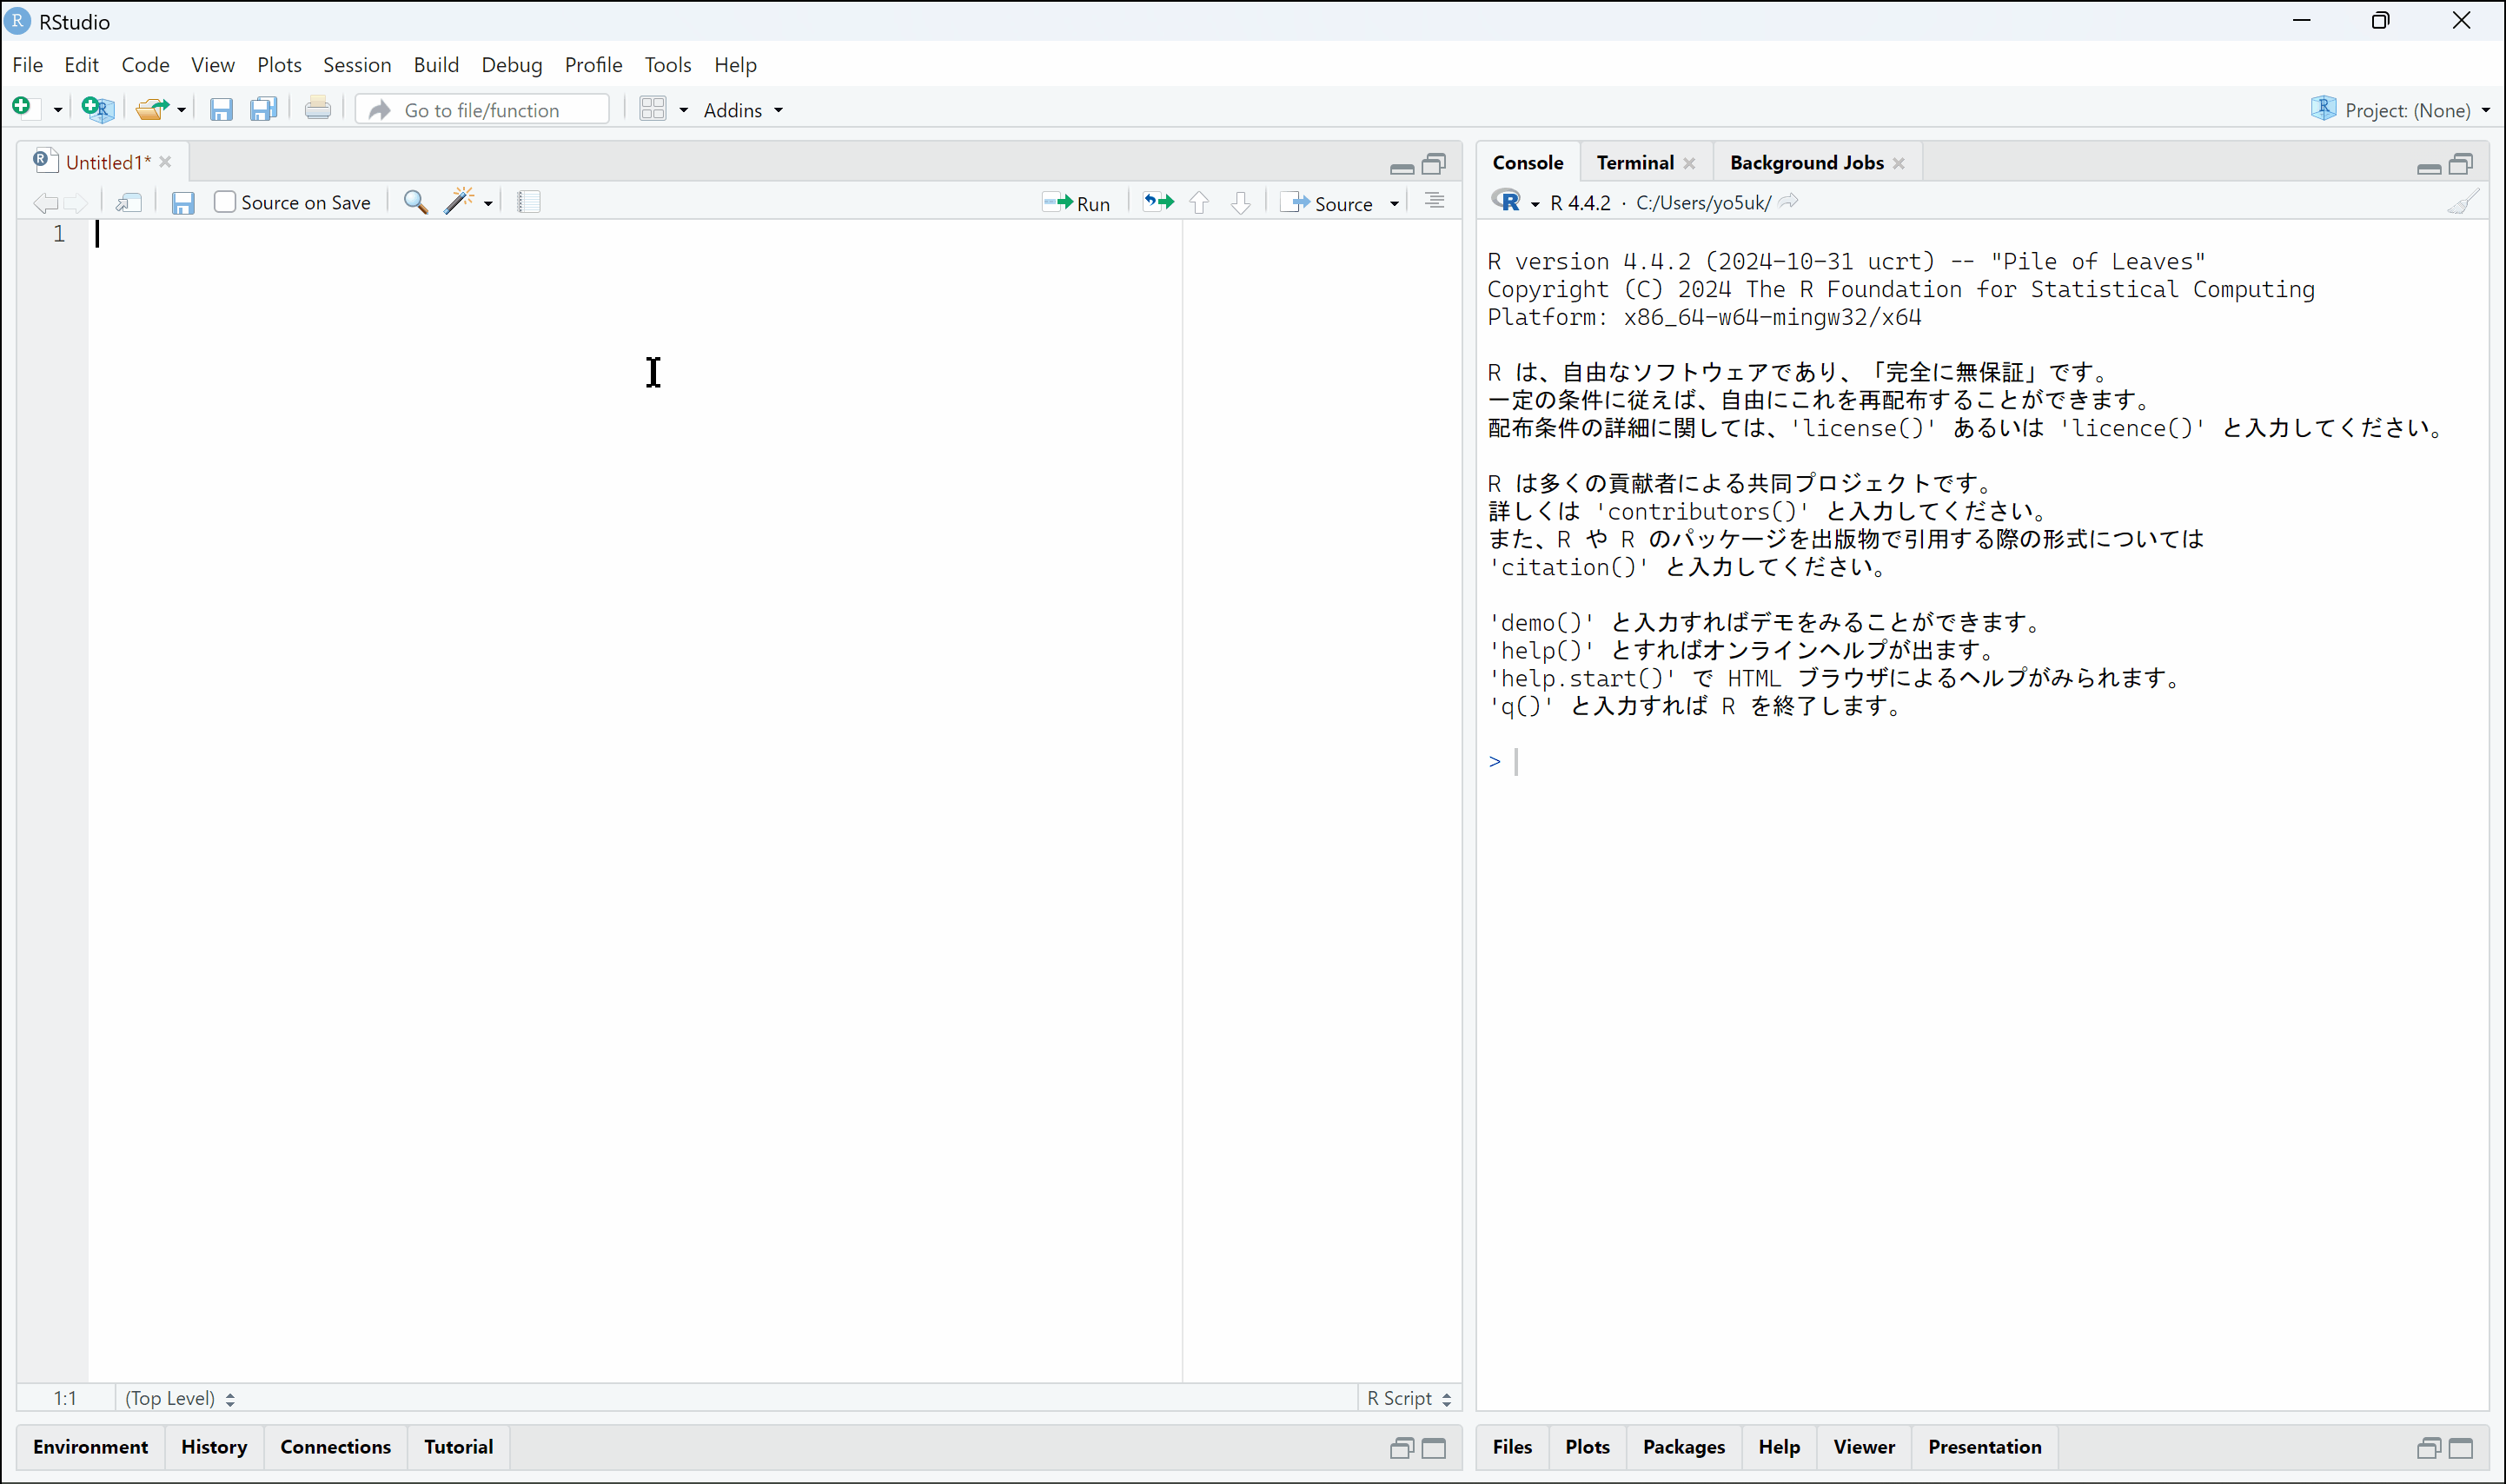 RStudio
File Edit Code View Plots Session Build Debug Profile Tools Help
Go to file/function Addins Project: (None)
Untitled1*
Source on Save Run Source
1
1:1 (Top Level) R Script
Console Terminal Background Jobs
R 4.4.2 · C:/Users/yo5uk/
R version 4.4.2 (2024-10-31 ucrt) -- "Pile of Leaves"
Copyright (C) 2024 The R Foundation for Statistical Computing
Platform: x86_64-w64-mingw32/x64
R は、自由なソフトウェアであり、「完全に無保証」です。
一定の条件に従えば、自由にこれを再配布することができます。
配布条件の詳細に関しては、'license()' あるいは 'licence()' と入力してください。
R は多くの貢献者による共同プロジェクトです。
詳しくは 'contributors()' と入力してください。
また、R や R のパッケージを出版物で引用する際の形式については
'citation()' と入力してください。
'demo()' と入力すればデモをみることができます。
'help()' とすればオンラインヘルプが出ます。
'help.start()' で HTML ブラウザによるヘルプがみられます。
'q()' と入力すれば R を終了します。
>
Environment History Connections Tutorial
Files Plots Packages Help Viewer Presentation